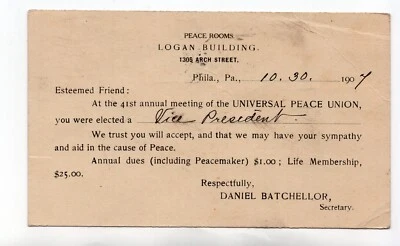 PEACE ROOMS
LOGAN BUILDING.
1305 ARCH STREET.
Phila., Pa., 10.30. 1907
Esteemed Friend:
At the 41st annual meeting of the UNIVERSAL PEACE UNION,
you were elected a Vice President.
We trust you will accept, and that we may have your sympathy
and aid in the cause of Peace.
Annual dues (including Peacemaker) $1.00; Life Membership,
$25.00.
Respectfully,
DANIEL BATCHELLOR,
Secretary.